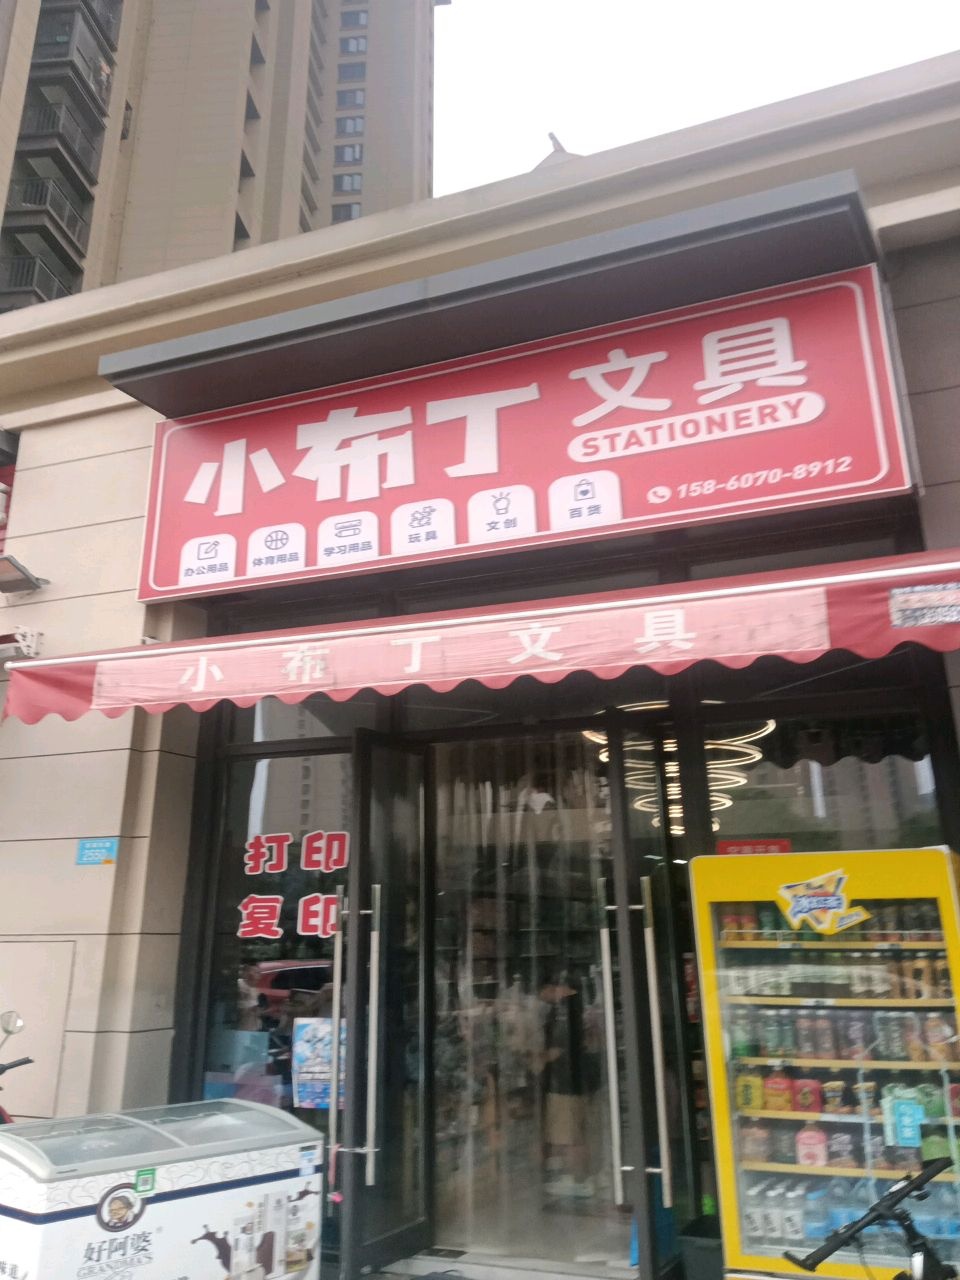 小布丁文具
STATIONERY
158-6070-8912
办公用品 体育用品 学习用品 玩具 文创 百货
小布丁文具
打印
复印
2550
好阿婆
GRANDMA'S